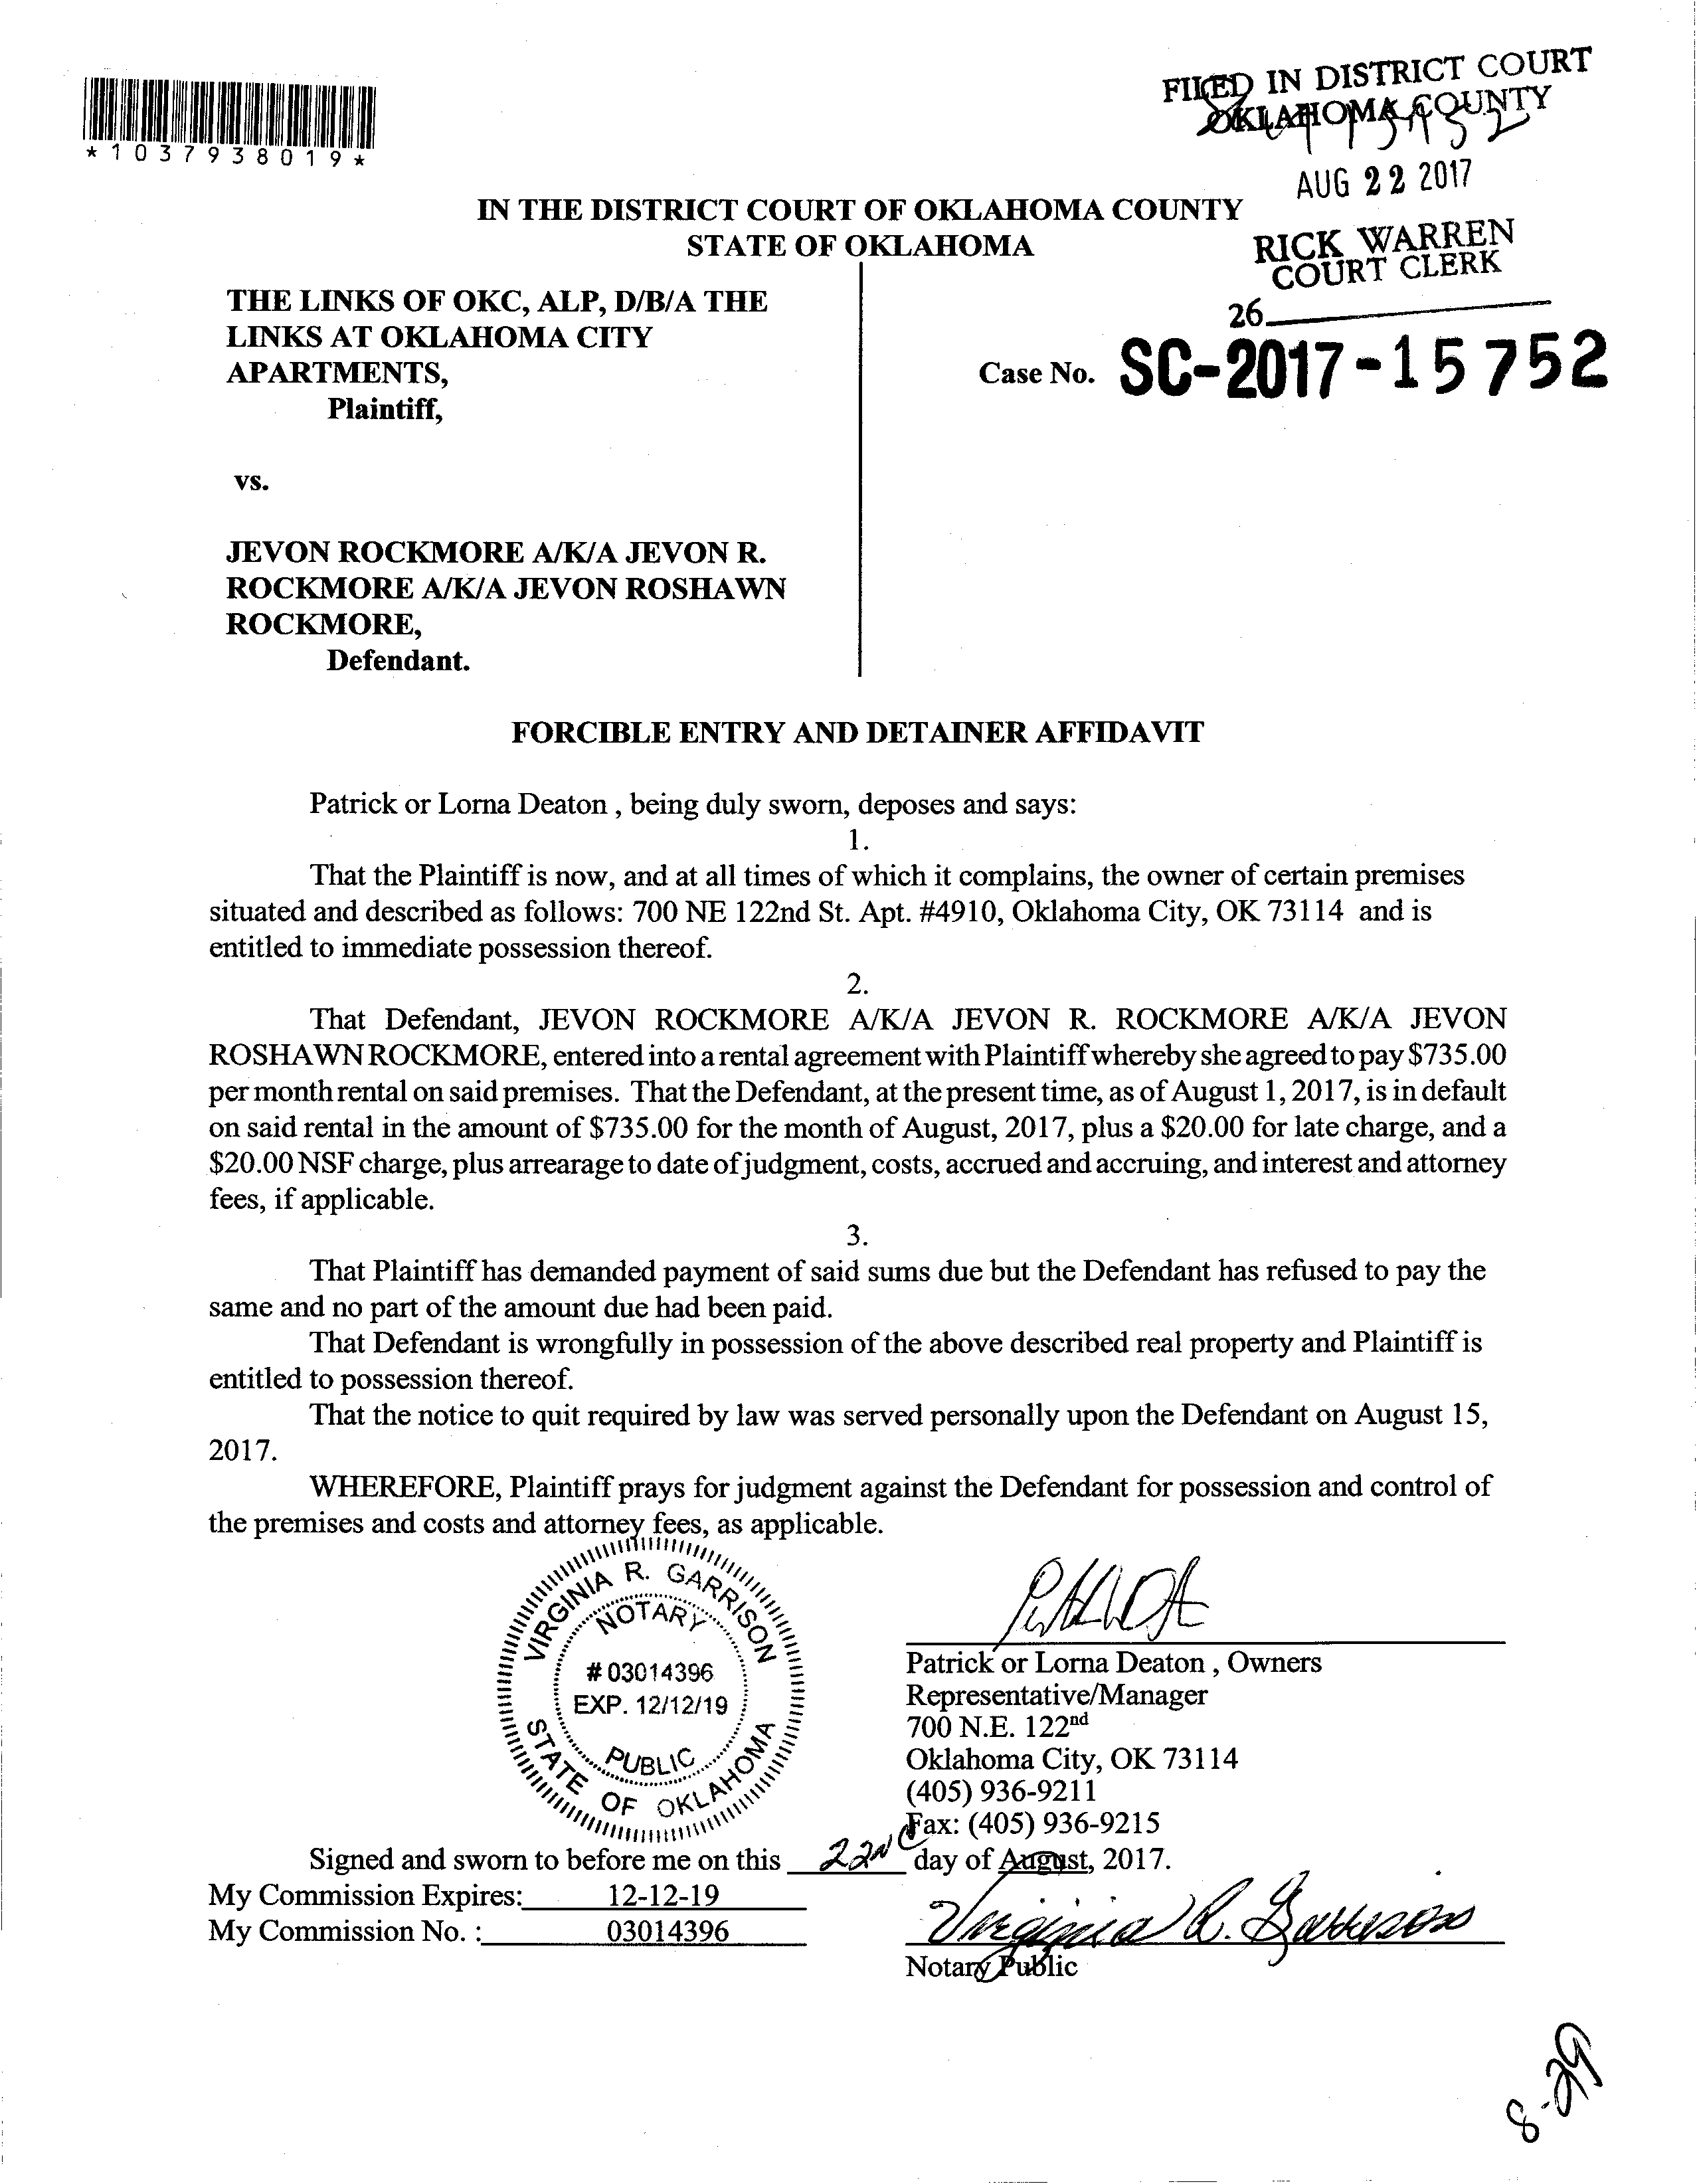 *1037938019*
FILED IN DISTRICT COURT
OKLAHOMA COUNTY
AUG 22 2017
RICK WARREN
COURT CLERK
26
IN THE DISTRICT COURT OF OKLAHOMA COUNTY
STATE OF OKLAHOMA
THE LINKS OF OKC, ALP, D/B/A THE
LINKS AT OKLAHOMA CITY
APARTMENTS,
Plaintiff,
Case No. SC-2017-15752
vs.
JEVON ROCKMORE A/K/A JEVON R.
ROCKMORE A/K/A JEVON ROSHAWN
ROCKMORE,
Defendant.
FORCIBLE ENTRY AND DETAINER AFFIDAVIT
Patrick or Lorna Deaton , being duly sworn, deposes and says:
1.
That the Plaintiff is now, and at all times of which it complains, the owner of certain premises
situated and described as follows: 700 NE 122nd St. Apt. #4910, Oklahoma City, OK 73114 and is
entitled to immediate possession thereof.
2.
That Defendant, JEVON ROCKMORE A/K/A JEVON R. ROCKMORE A/K/A JEVON
ROSHAWN ROCKMORE, entered into a rental agreement with Plaintiff whereby she agreed to pay $735.00
per month rental on said premises. That the Defendant, at the present time, as of August 1, 2017, is in default
on said rental in the amount of $735.00 for the month of August, 2017, plus a $20.00 for late charge, and a
$20.00 NSF charge, plus arrearage to date of judgment, costs, accrued and accruing, and interest and attorney
fees, if applicable.
3.
That Plaintiff has demanded payment of said sums due but the Defendant has refused to pay the
same and no part of the amount due had been paid.
That Defendant is wrongfully in possession of the above described real property and Plaintiff is
entitled to possession thereof.
That the notice to quit required by law was served personally upon the Defendant on August 15,
2017.
WHEREFORE, Plaintiff prays for judgment against the Defendant for possession and control of
the premises and costs and attorney fees, as applicable.
VIRGINIA R. GARRISON
NOTARY
# 03014396
EXP. 12/12/19
PUBLIC
STATE OF OKLAHOMA
Patrick or Lorna Deaton , Owners
Representative/Manager
700 N.E. 122nd
Oklahoma City, OK 73114
(405) 936-9211
Fax: (405) 936-9215
Signed and sworn to before me on this 22ND day of August, 2017.
My Commission Expires: 12-12-19
My Commission No. : 03014396
Virginia R. Garrison
Notary Public